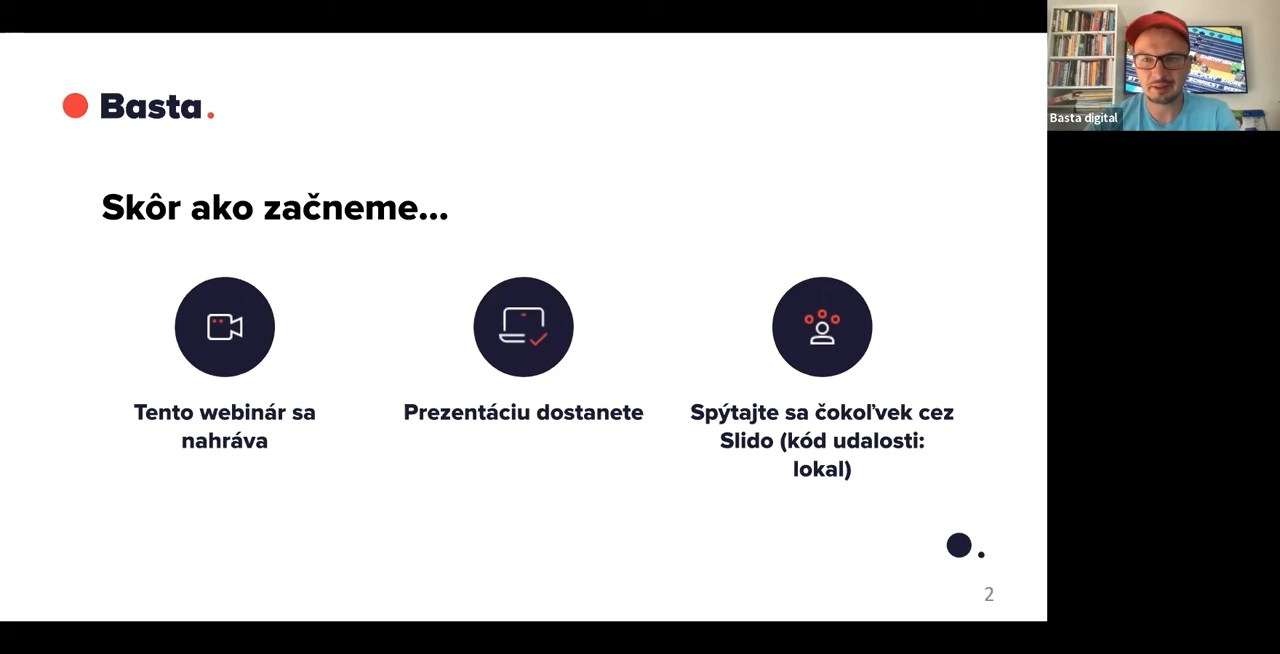 Basta.
Skôr ako začneme...
Tento webinár sa
nahráva
Prezentáciu dostanete
Spýtajte sa čokoľvek cez
Slido (kód udalosti:
lokal)
2
Basta digital